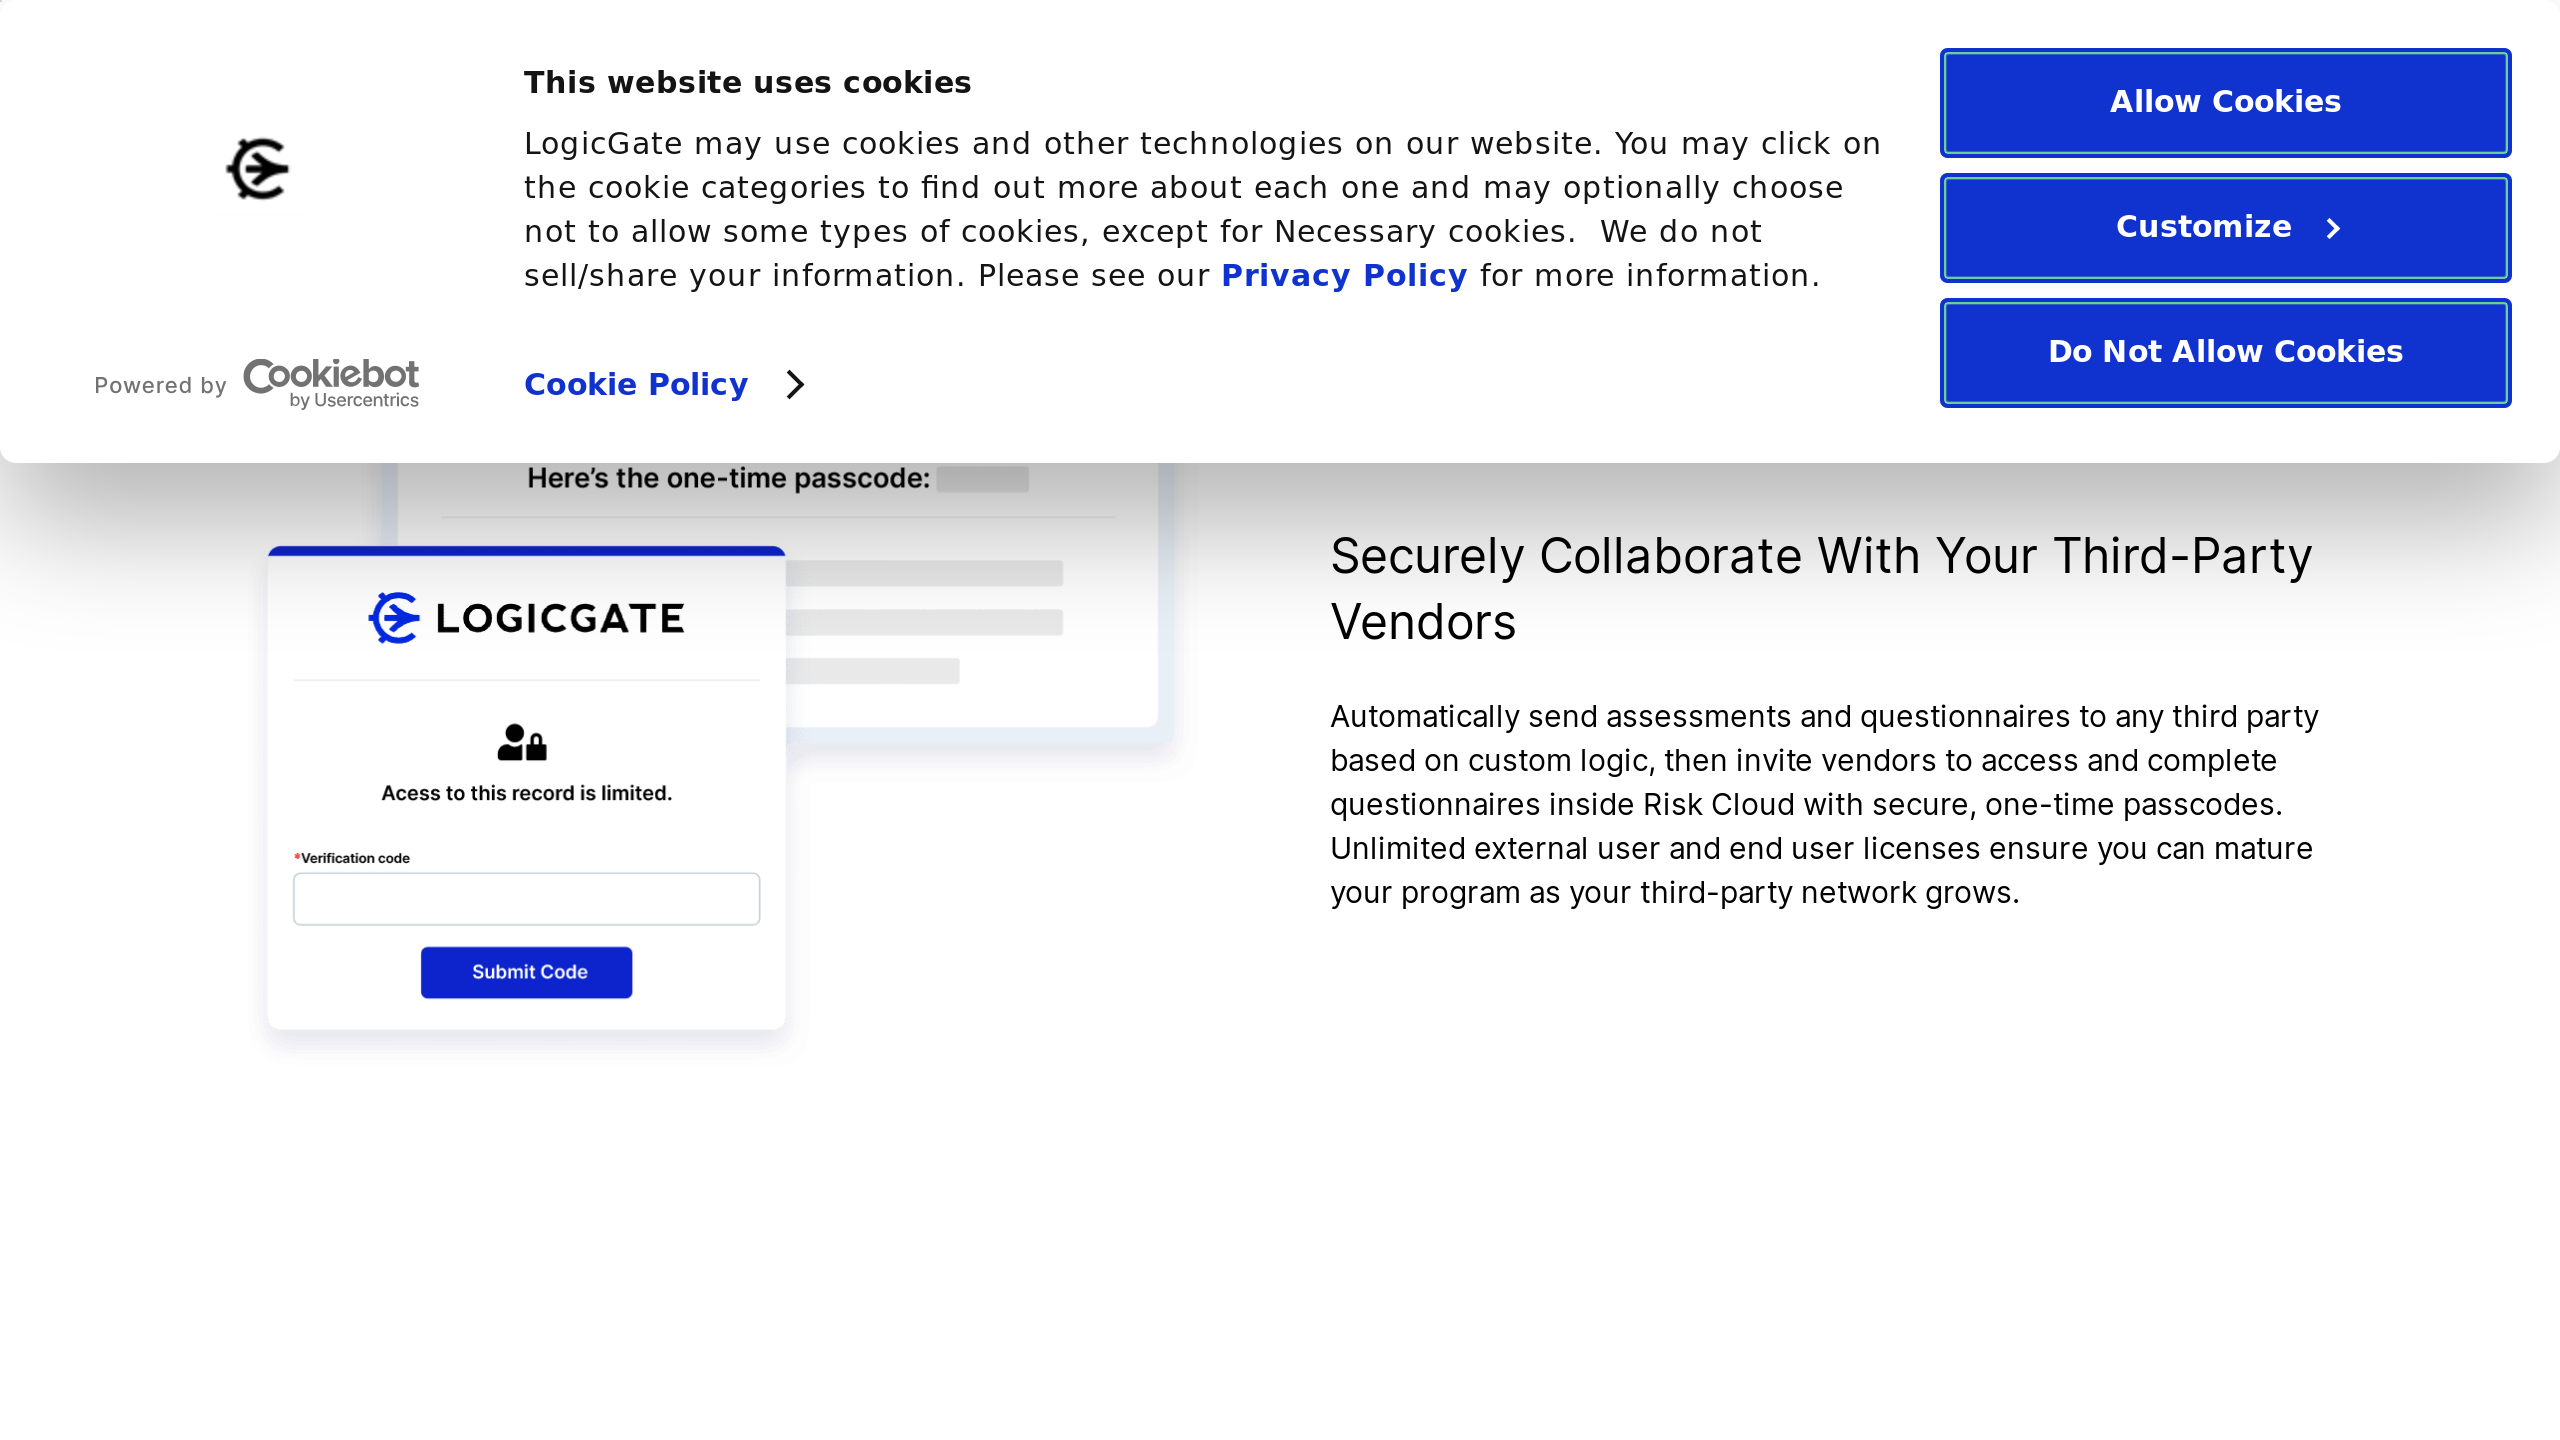 This website uses cookies
LogicGate may use cookies and other technologies on our website. You may click on
the cookie categories to find out more about each one and may optionally choose
not to allow some types of cookies, except for Necessary cookies.  We do not
sell/share your information. Please see our Privacy Policy for more information.
Allow Cookies
Customize
Do Not Allow Cookies
Powered by Cookiebot
by Usercentrics
Cookie Policy
Here’s the one-time passcode:
LOGICGATE
Acess to this record is limited.
*Verification code
Submit Code
Securely Collaborate With Your Third-Party
Vendors
Automatically send assessments and questionnaires to any third party
based on custom logic, then invite vendors to access and complete
questionnaires inside Risk Cloud with secure, one-time passcodes.
Unlimited external user and end user licenses ensure you can mature
your program as your third-party network grows.